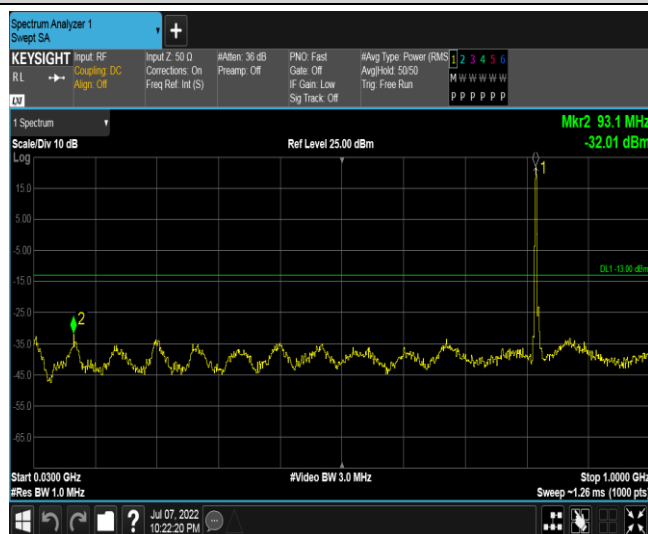 Spectrum Analyzer 1
Swept SA
+
KEYSIGHT Input: RF Input Z: 50 Ω #Atten: 36 dB PNO: Fast #Avg Type: Power (RMS 1 2 3 4 5 6
RL Coupling: DC Corrections: On Preamp: Off Gate: Off Avg|Hold: 50/50 M W W W W W
Align: Off Freq Ref: Int (S) IF Gain: Low Trig: Free Run
LXI Sig Track: Off P P P P P P
1 Spectrum Mkr2 93.1 MHz
Scale/Div 10 dB Ref Level 25.00 dBm -32.01 dBm
Log
1
15.0
5.00
-5.00
DL1 -13.00 dBm
-15.0
-25.0
2
-35.0
-45.0
-55.0
-65.0
Start 0.0300 GHz #Video BW 3.0 MHz Stop 1.0000 GHz
#Res BW 1.0 MHz Sweep ~1.26 ms (1000 pts)
? Jul 07, 2022
10:22:20 PM